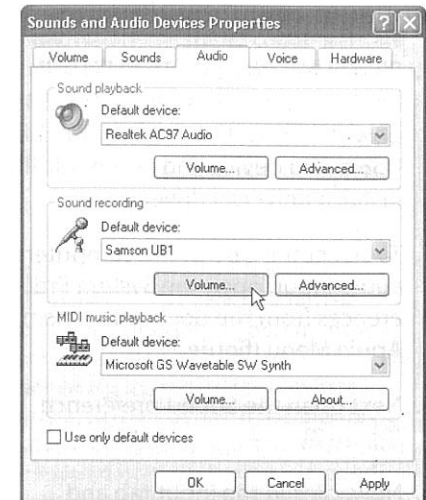 Sounds and Audio Devices Properties
Volume Sounds Audio Voice Hardware
Sound playback
Default device:
Realtek AC97 Audio
Volume... Advanced...
Sound recording
Default device:
Samson UB1
Volume... Advanced...
MIDI music playback
Default device:
Microsoft GS Wavetable SW Synth
Volume... About...
Use only default devices
OK Cancel Apply